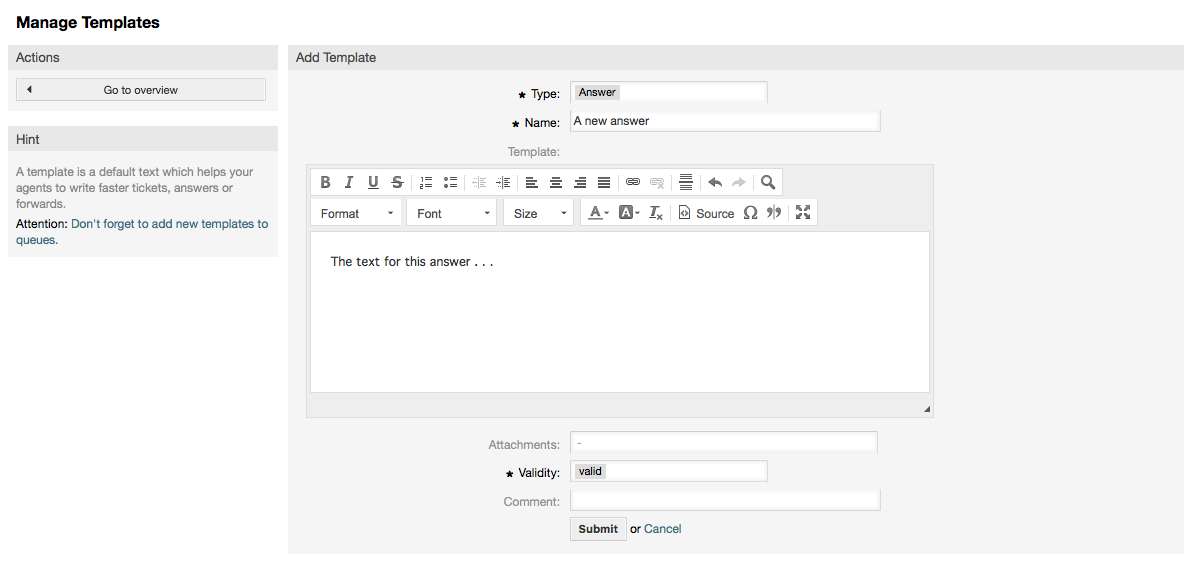 Manage Templates
Actions
Go to overview
Hint
A template is a default text which helps your
agents to write faster tickets, answers or
forwards.
Attention: Don't forget to add new templates to
queues.
Add Template
★ Type: Answer
★ Name: A new answer
Template:
B I U S
Format Font Size A A Ix Source Ω
The text for this answer . . .
Attachments: -
★ Validity: valid
Comment:
Submit or Cancel